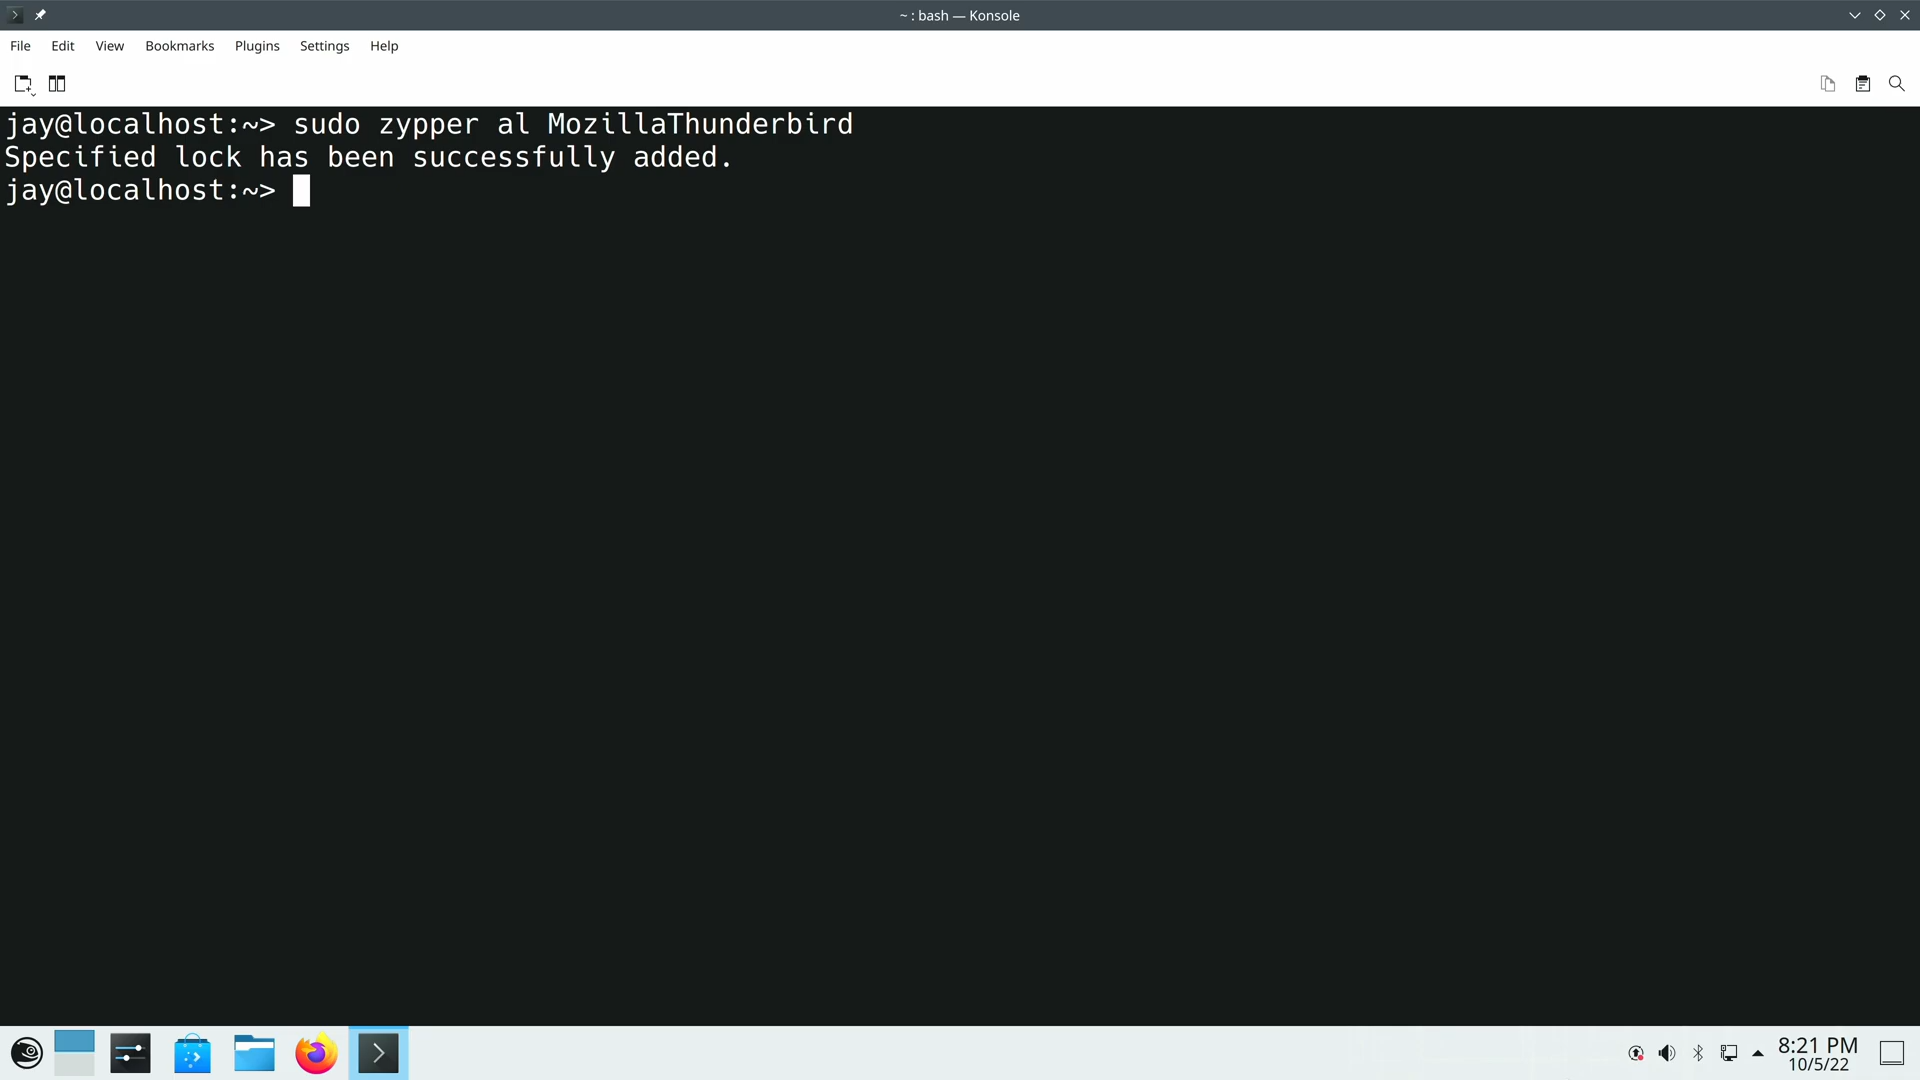 ~ : bash — Konsole
File Edit View Bookmarks Plugins Settings Help
jay@localhost:~> sudo zypper al MozillaThunderbird
Specified lock has been successfully added.
jay@localhost:~>
8:21 PM
10/5/22